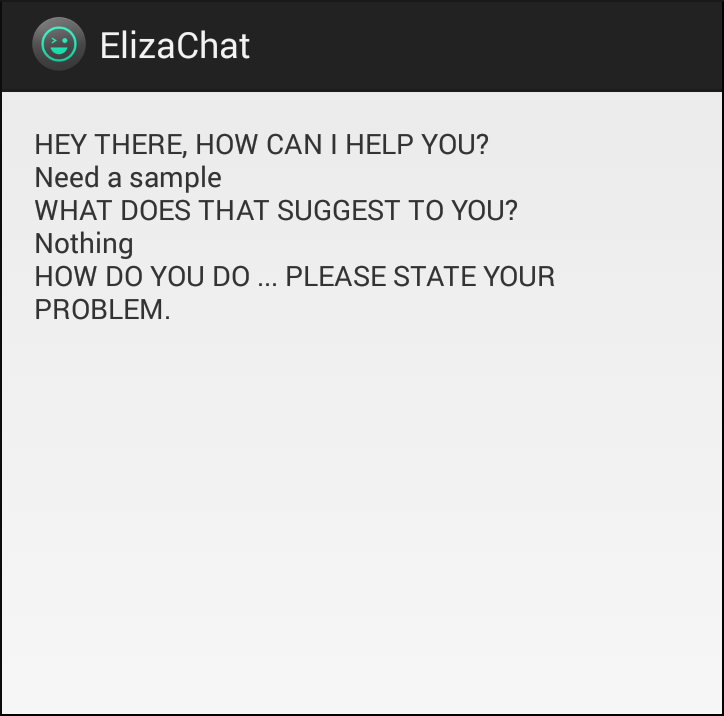 ElizaChat
HEY THERE, HOW CAN I HELP YOU?
Need a sample
WHAT DOES THAT SUGGEST TO YOU?
Nothing
HOW DO YOU DO ... PLEASE STATE YOUR
PROBLEM.